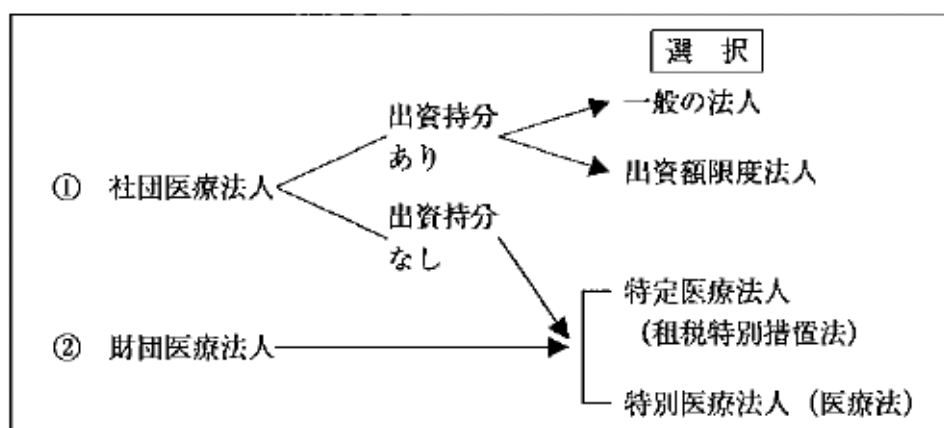 選 択
出資持分
あり
一般の法人
出資額限度法人
① 社団医療法人
出資持分
なし
特定医療法人
(租税特別措置法)
② 財団医療法人
特別医療法人 (医療法)